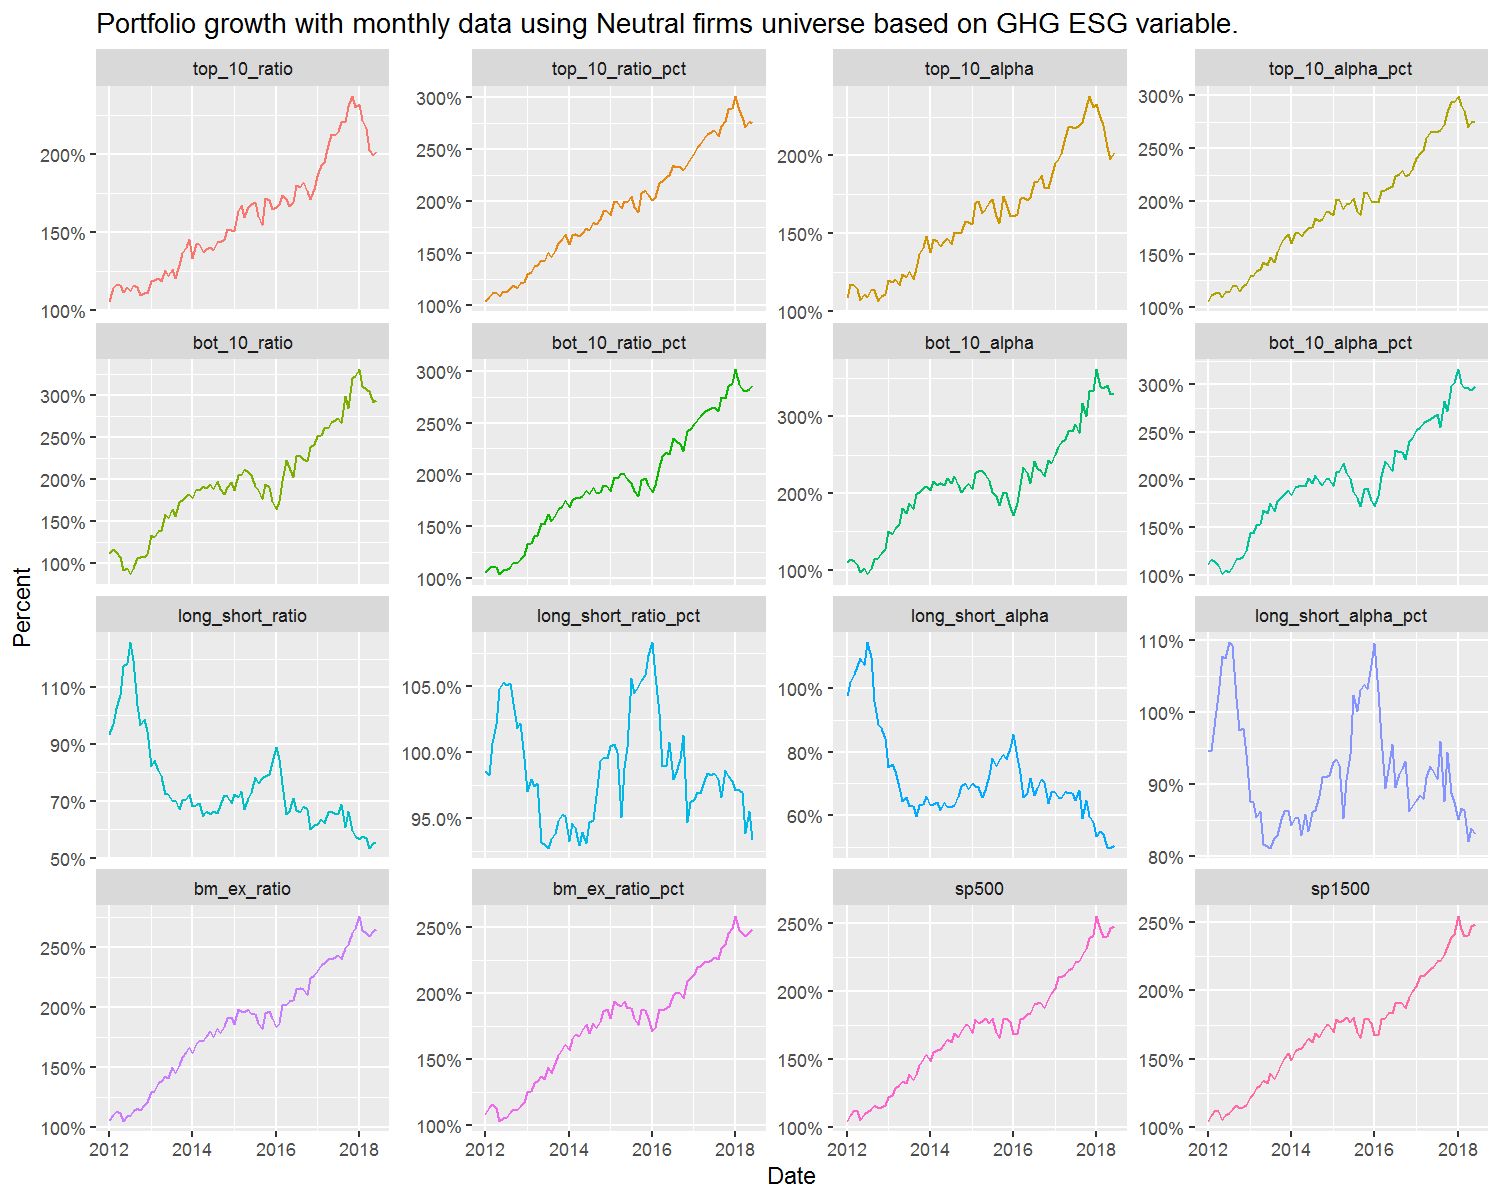 Portfolio growth with monthly data using Neutral firms universe based on GHG ESG variable.
top_10_ratio
top_10_ratio_pct
top_10_alpha
top_10_alpha_pct
200%
150%
100%
300%
250%
200%
150%
100%
200%
150%
100%
300%
250%
200%
150%
100%
bot_10_ratio
bot_10_ratio_pct
bot_10_alpha
bot_10_alpha_pct
300%
250%
200%
150%
100%
300%
250%
200%
150%
100%
300%
200%
100%
300%
250%
200%
150%
100%
Percent
long_short_ratio
long_short_ratio_pct
long_short_alpha
long_short_alpha_pct
110%
90%
70%
50%
105.0%
100.0%
95.0%
100%
80%
60%
110%
100%
90%
80%
bm_ex_ratio
bm_ex_ratio_pct
sp500
sp1500
250%
200%
150%
100%
250%
200%
150%
100%
250%
200%
150%
100%
250%
200%
150%
100%
2012 2014 2016 2018
2012 2014 2016 2018
2012 2014 2016 2018
2012 2014 2016 2018
Date